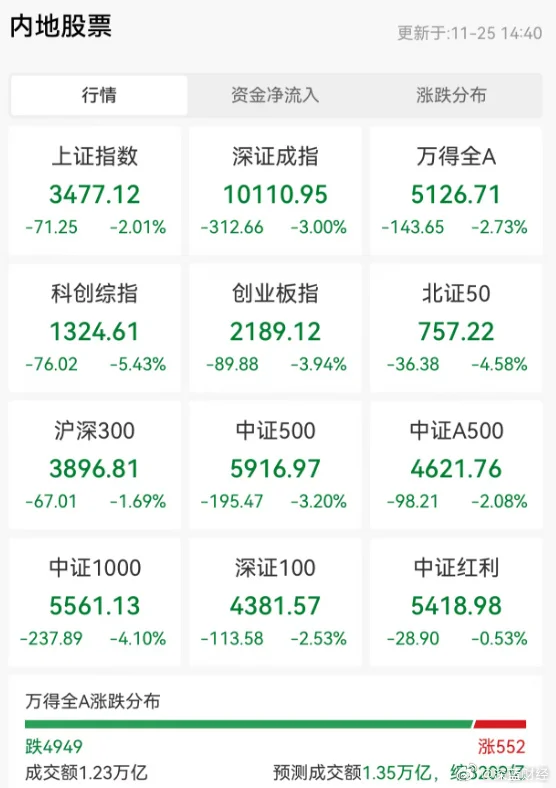 内地股票
更新于:11-25 14:40
行情 资金净流入 涨跌分布
上证指数 深证成指 万得全A
3477.12 10110.95 5126.71
-71.25 -2.01% -312.66 -3.00% -143.65 -2.73%
科创综指 创业板指 北证50
1324.61 2189.12 757.22
-76.02 -5.43% -89.88 -3.94% -36.38 -4.58%
沪深300 中证500 中证A500
3896.81 5916.97 4621.76
-67.01 -1.69% -195.47 -3.20% -98.21 -2.08%
中证1000 深证100 中证红利
5561.13 4381.57 5418.98
-237.89 -4.10% -113.58 -2.53% -28.90 -0.53%
万得全A涨跌分布
跌4949 涨552
成交额1.23万亿 预测成交额1.35万亿，缩3209亿
财经